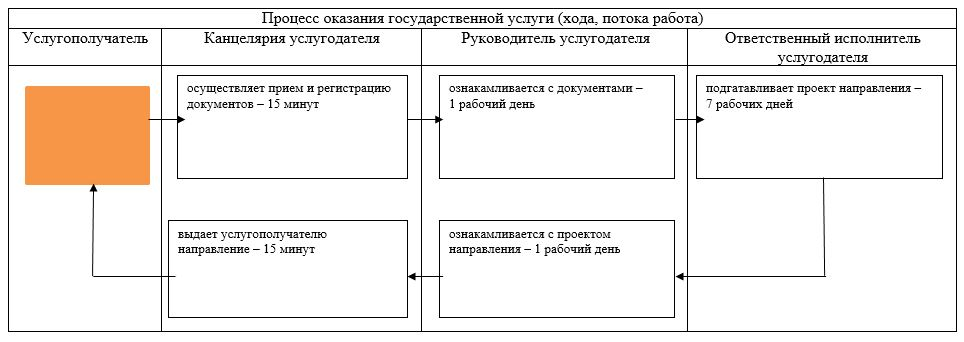 Процесс оказания государственной услуги (хода, потока работа)
Услугополучатель
Канцелярия услугодателя
Руководитель услугодателя
Ответственный исполнитель
услугодателя
осуществляет прием и регистрацию
документов – 15 минут
ознакамливается с документами –
1 рабочий день
подгатавливает проект направления –
7 рабочих дней
выдает услугополучателю
направление – 15 минут
ознакамливается с проектом
направления – 1 рабочий день